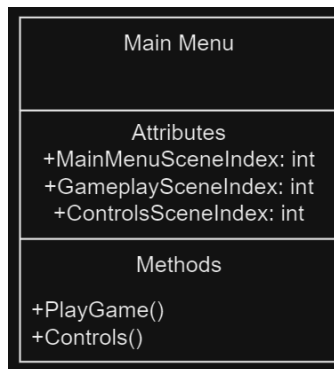 Main Menu
Attributes
+MainMenuSceneIndex: int
+GameplaySceneIndex: int
+ControlsSceneIndex: int
Methods
+PlayGame()
+Controls()